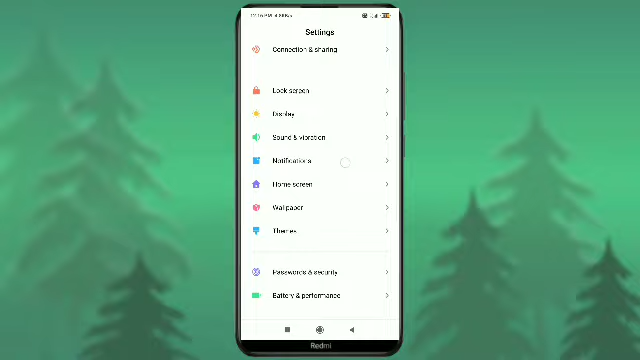 Settings
Connection & sharing
Lock screen
Display
Sound & vibration
Notifications
Home screen
Wallpaper
Themes
Passwords & security
Battery & performance
Redmi